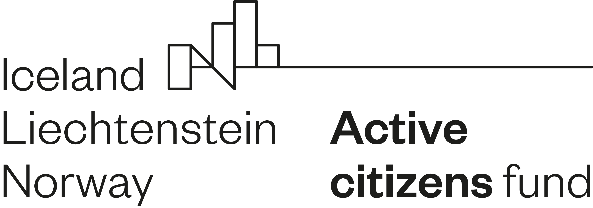 Iceland
Liechtenstein
Norway
Active
citizens fund